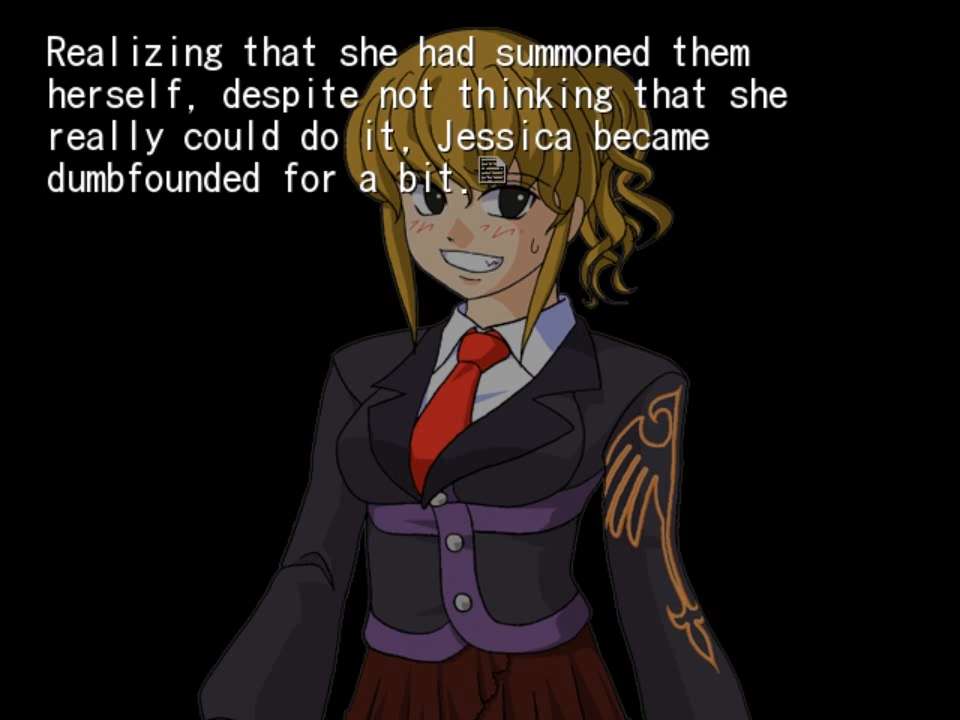 Realizing that she had summoned them
herself, despite not thinking that she
really could do it, Jessica became
dumbfounded for a bit.